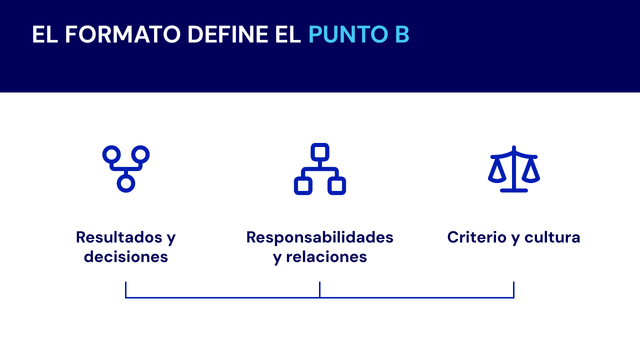 EL FORMATO DEFINE EL PUNTO B
Resultados y
decisiones
Responsabilidades
y relaciones
Criterio y cultura